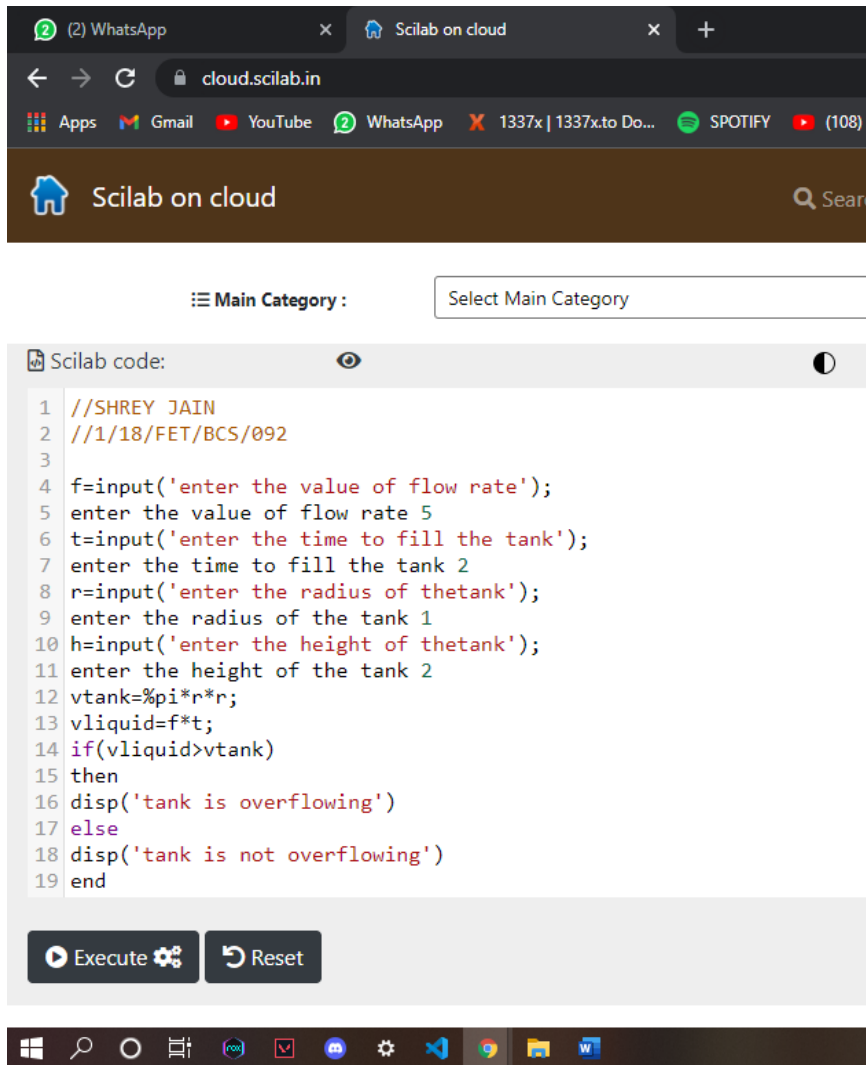 2 (2) WhatsApp × Scilab on cloud × +
cloud.scilab.in
Apps Gmail YouTube 2 WhatsApp 1337x | 1337x.to Do... SPOTIFY (108)
Scilab on cloud Sear
Main Category : Select Main Category
Scilab code:
1 //SHREY JAIN
2 //1/18/FET/BCS/092
3
4 f=input('enter the value of flow rate');
5 enter the value of flow rate 5
6 t=input('enter the time to fill the tank');
7 enter the time to fill the tank 2
8 r=input('enter the radius of thetank');
9 enter the radius of the tank 1
10 h=input('enter the height of thetank');
11 enter the height of the tank 2
12 vtank=%pi*r*r;
13 vliquid=f*t;
14 if(vliquid>vtank)
15 then
16 disp('tank is overflowing')
17 else
18 disp('tank is not overflowing')
19 end
Execute Reset